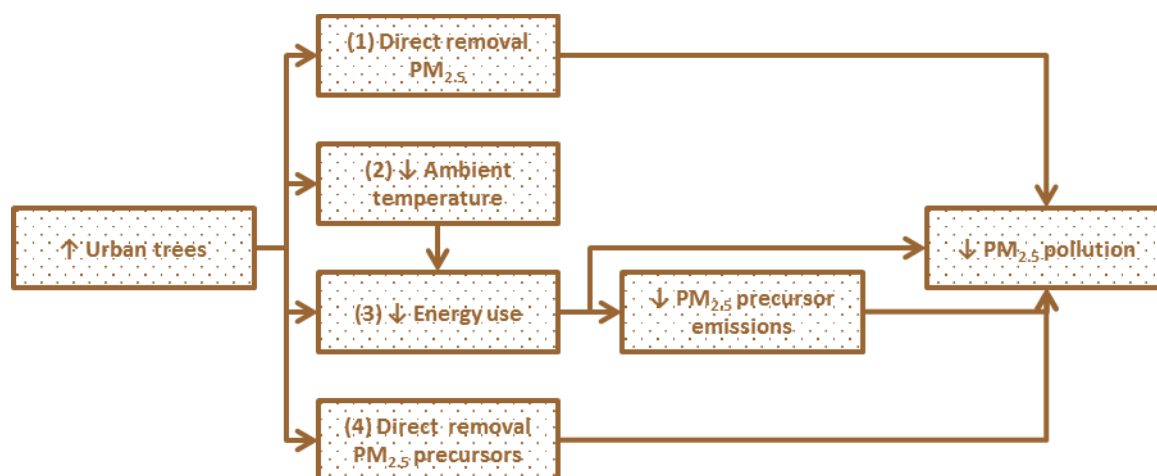 (1) Direct removal
PM2.5
(2) ↓ Ambient
temperature
↑ Urban trees
↓ PM2.5 pollution
(3) ↓ Energy use
↓ PM2.5 precursor
emissions
(4) Direct removal
PM2.5 precursors